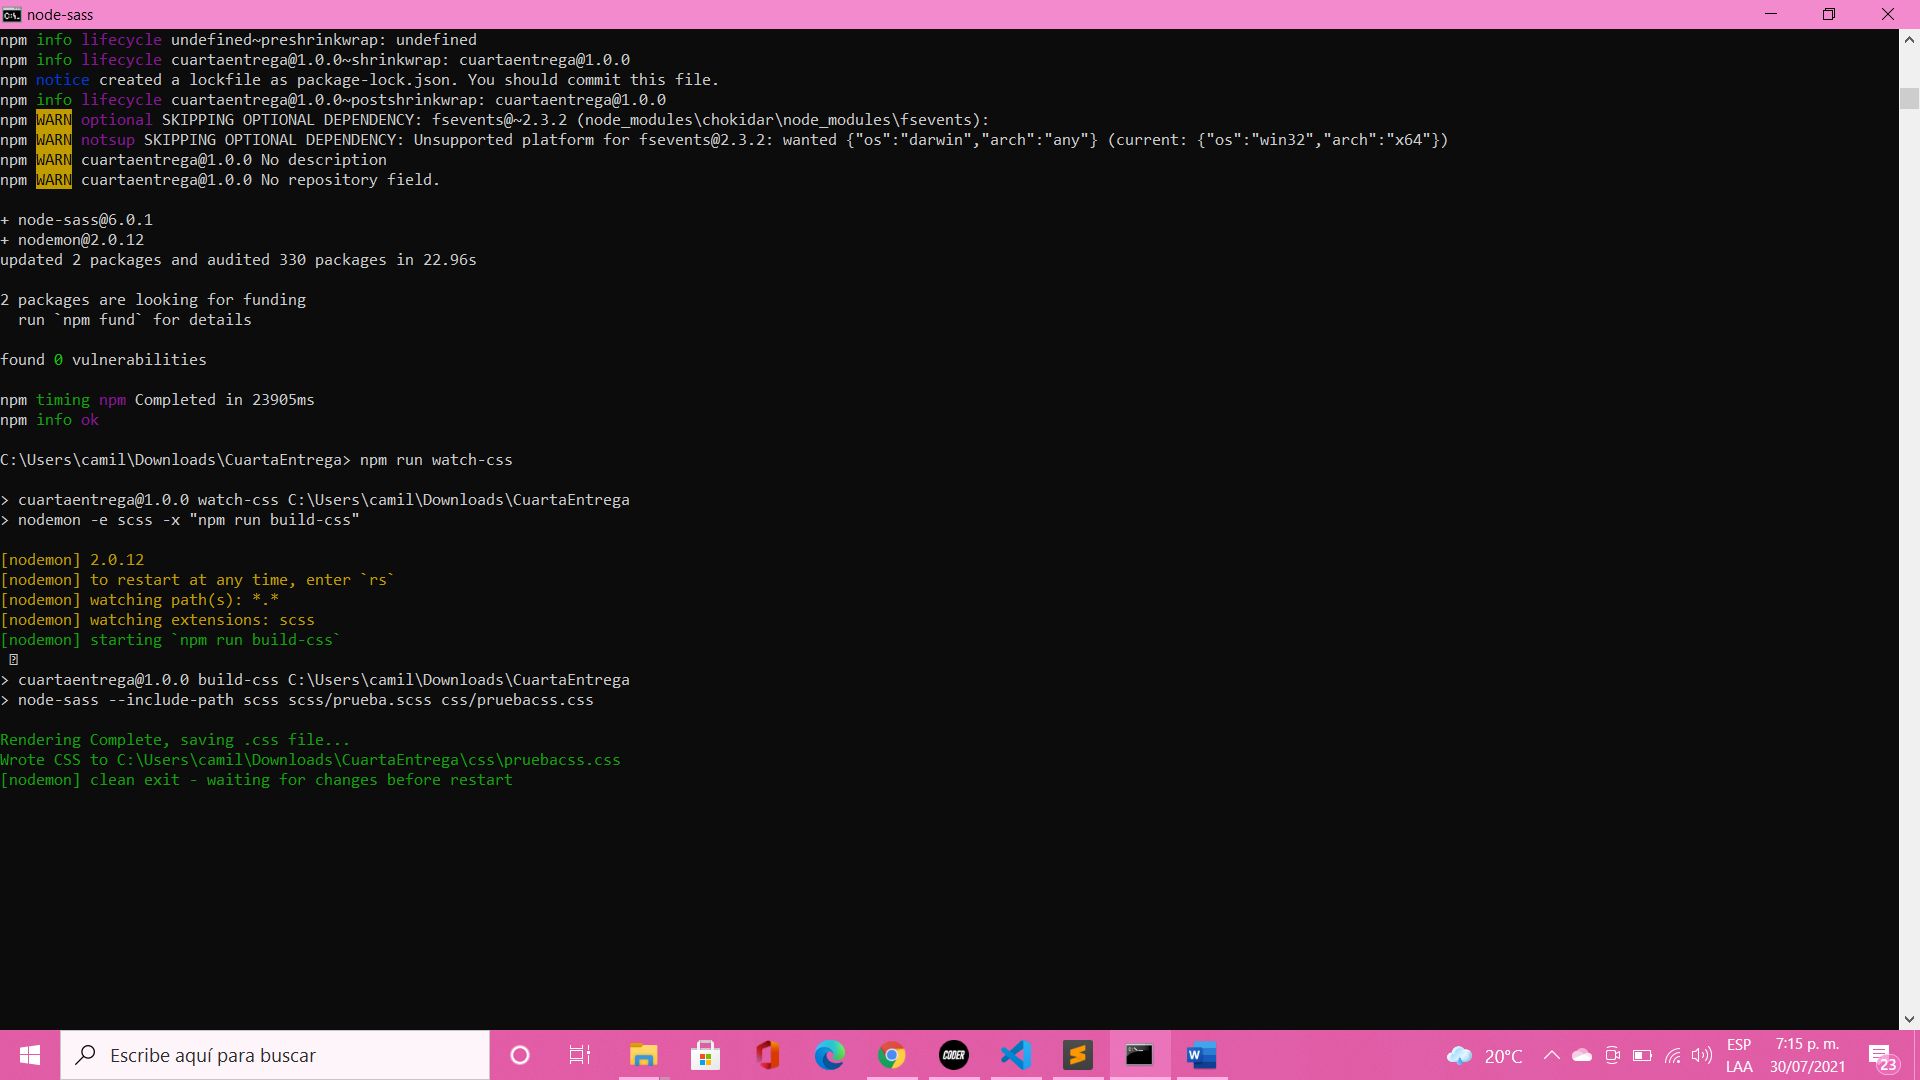 node-sass
npm info lifecycle undefined~preshrinkwrap: undefined
npm info lifecycle cuartaentrega@1.0.0~shrinkwrap: cuartaentrega@1.0.0
npm notice created a lockfile as package-lock.json. You should commit this file.
npm info lifecycle cuartaentrega@1.0.0~postshrinkwrap: cuartaentrega@1.0.0
npm WARN optional SKIPPING OPTIONAL DEPENDENCY: fsevents@~2.3.2 (node_modules\chokidar\node_modules\fsevents):
npm WARN notsup SKIPPING OPTIONAL DEPENDENCY: Unsupported platform for fsevents@2.3.2: wanted {"os":"darwin","arch":"any"} (current: {"os":"win32","arch":"x64"})
npm WARN cuartaentrega@1.0.0 No description
npm WARN cuartaentrega@1.0.0 No repository field.
+ node-sass@6.0.1
+ nodemon@2.0.12
updated 2 packages and audited 330 packages in 22.96s
2 packages are looking for funding
  run `npm fund` for details
found 0 vulnerabilities
npm timing npm Completed in 23905ms
npm info ok
C:\Users\camil\Downloads\CuartaEntrega> npm run watch-css
> cuartaentrega@1.0.0 watch-css C:\Users\camil\Downloads\CuartaEntrega
> nodemon -e scss -x "npm run build-css"
[nodemon] 2.0.12
[nodemon] to restart at any time, enter `rs`
[nodemon] watching path(s): *.*
[nodemon] watching extensions: scss
[nodemon] starting `npm run build-css`
> cuartaentrega@1.0.0 build-css C:\Users\camil\Downloads\CuartaEntrega
> node-sass --include-path scss scss/prueba.scss css/pruebacss.css
Rendering Complete, saving .css file...
Wrote CSS to C:\Users\camil\Downloads\CuartaEntrega\css\pruebacss.css
[nodemon] clean exit - waiting for changes before restart
Escribe aquí para buscar
CODER
20°C
ESP
LAA
7:15 p. m.
30/07/2021
23